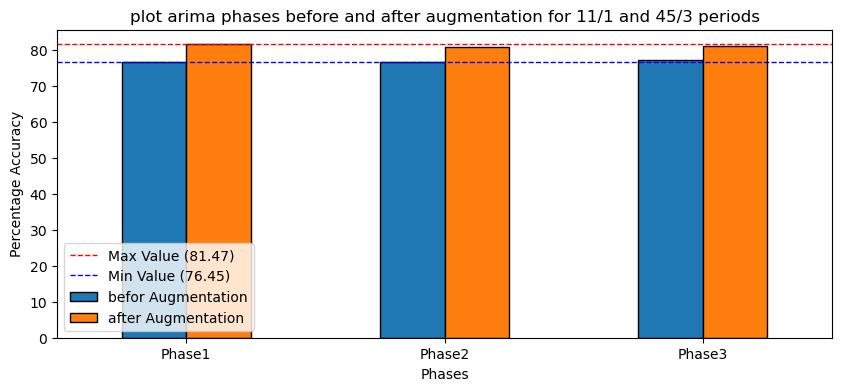 plot arima phases before and after augmentation for 11/1 and 45/3 periods
Percentage Accuracy
80
70
60
50
40
30
20
10
0
Max Value (81.47)
Min Value (76.45)
befor Augmentation
after Augmentation
Phase1 Phase2 Phase3
Phases